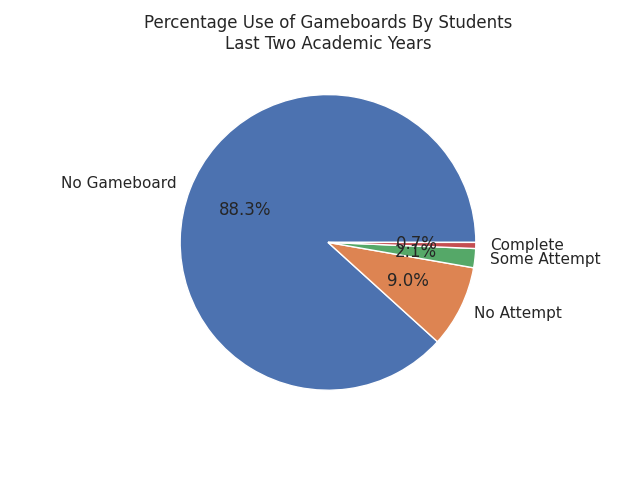 Percentage Use of Gameboards By Students
Last Two Academic Years
No Gameboard
88.3%
0.7%
Complete
2.1%
Some Attempt
9.0%
No Attempt